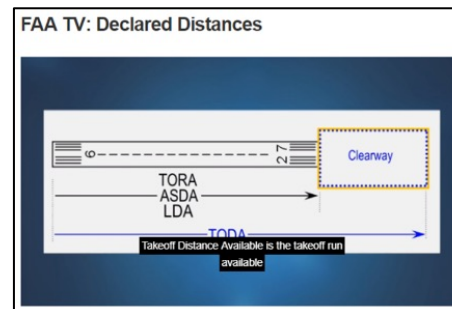 FAA TV: Declared Distances
9
27
Clearway
TORA
ASDA
LDA
TODA
Takeoff Distance Available is the takeoff run
available